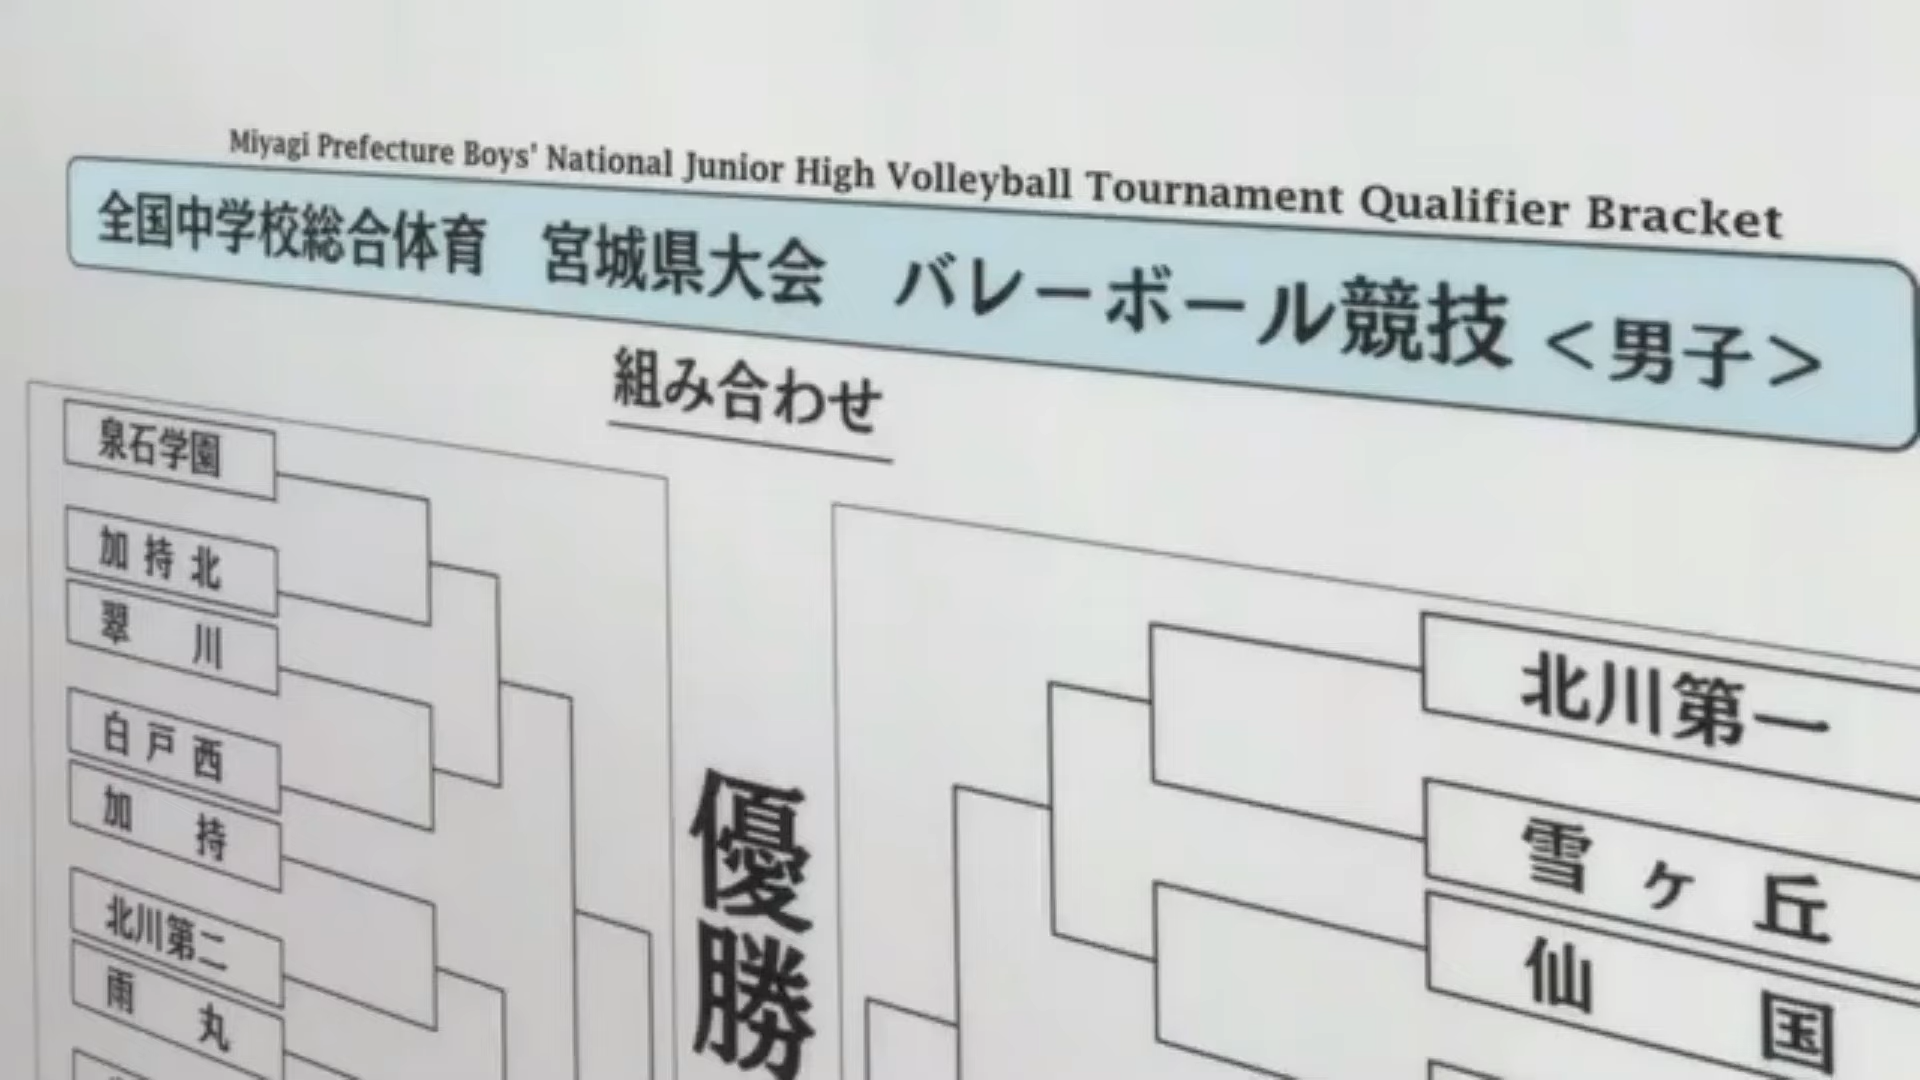 Miyagi Prefecture Boys' National Junior High Volleyball Tournament Qualifier Bracket
全国中学校総合体育 宮城県大会 バレーボール競技<男子>
組み合わせ
泉石学園
加持北
翠川
白戸西
加持
北川第二
雨丸
優勝
北川第一
雪ヶ丘
仙国